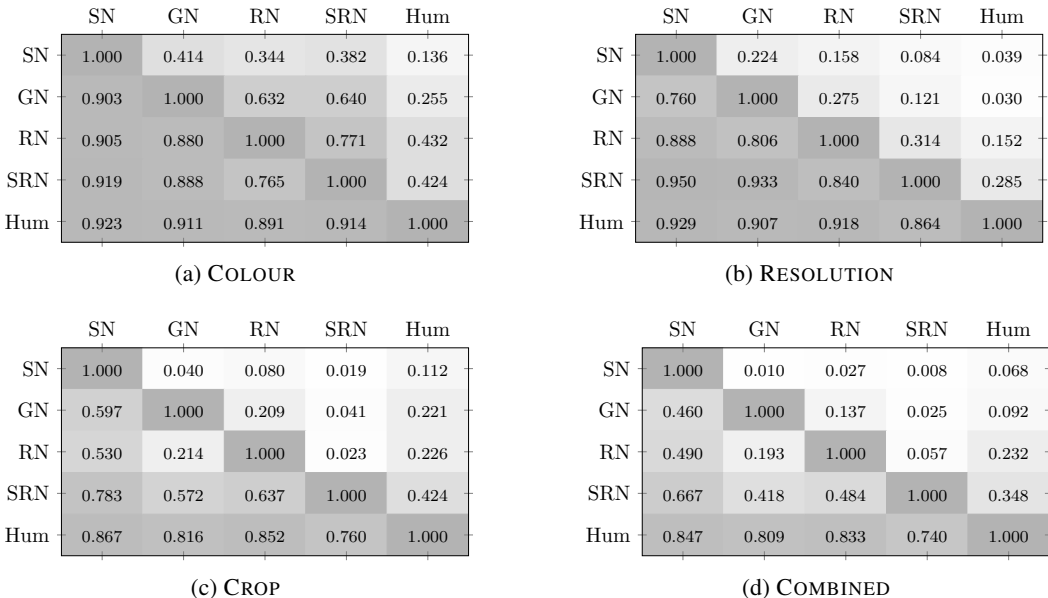 SN GN RN SRN Hum
SN 1.000 0.414 0.344 0.382 0.136
GN 0.903 1.000 0.632 0.640 0.255
RN 0.905 0.880 1.000 0.771 0.432
SRN 0.919 0.888 0.765 1.000 0.424
Hum 0.923 0.911 0.891 0.914 1.000
(a) COLOUR
SN GN RN SRN Hum
SN 1.000 0.224 0.158 0.084 0.039
GN 0.760 1.000 0.275 0.121 0.030
RN 0.888 0.806 1.000 0.314 0.152
SRN 0.950 0.933 0.840 1.000 0.285
Hum 0.929 0.907 0.918 0.864 1.000
(b) RESOLUTION
SN GN RN SRN Hum
SN 1.000 0.040 0.080 0.019 0.112
GN 0.597 1.000 0.209 0.041 0.221
RN 0.530 0.214 1.000 0.023 0.226
SRN 0.783 0.572 0.637 1.000 0.424
Hum 0.867 0.816 0.852 0.760 1.000
(c) CROP
SN GN RN SRN Hum
SN 1.000 0.010 0.027 0.008 0.068
GN 0.460 1.000 0.137 0.025 0.092
RN 0.490 0.193 1.000 0.057 0.232
SRN 0.667 0.418 0.484 1.000 0.348
Hum 0.847 0.809 0.833 0.740 1.000
(d) COMBINED